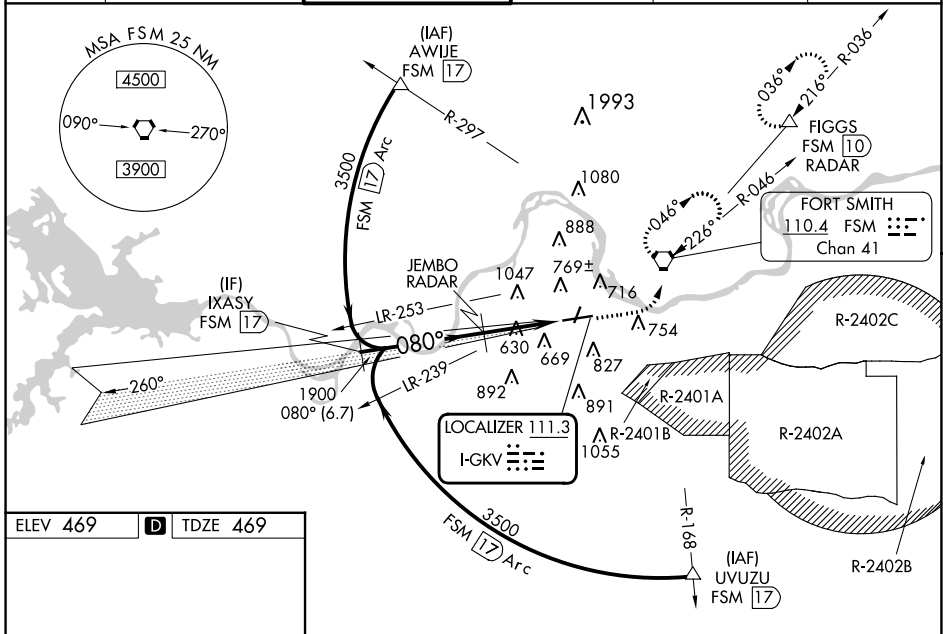 MSA FSM 25 NM
4500
090°
270°
3900
(IAF)
AWIJE
FSM 17
R-297
3500
FSM 17 Arc
1993
1080
888
769±
1047
716
754
630
669
827
892
891
1055
036°
216°
R-036
FIGGS
FSM 10
RADAR
R-046
046°
226°
FORT SMITH
110.4 FSM
Chan 41
JEMBO
RADAR
(IF)
IXASY
FSM 17
LR-253
080°
LR-239
1900
080° (6.7)
260°
LOCALIZER 111.3
I-GKV
R-2401B
R-2401A
R-2402C
R-2402A
R-2402B
3500
FSM 17 Arc
R-168
(IAF)
UVUZU
FSM 17
ELEV 469 D TDZE 469